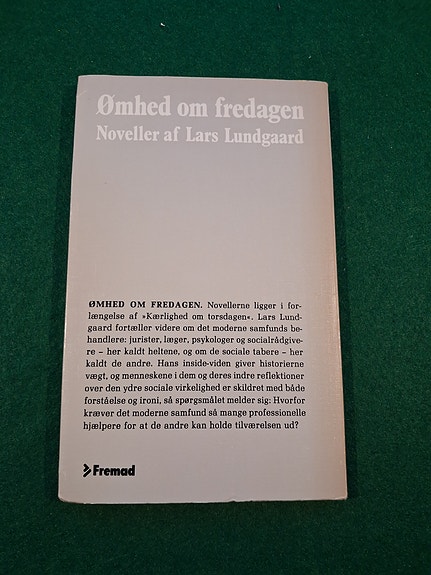 Ømhed om fredagen
Noveller af Lars Lundgaard
ØMHED OM FREDAGEN. Novellerne ligger i for-
længelse af »Kærlighed om torsdagen«. Lars Lund-
gaard fortæller videre om det moderne samfunds be-
handlere: jurister, læger, psykologer og socialrådgive-
re – her kaldt heltene, og om de sociale tabere – her
kaldt de andre. Hans inside-viden giver historierne
vægt, og menneskene i dem og deres indre reflektioner
over den ydre sociale virkelighed er skildret med både
forståelse og ironi, så spørgsmålet melder sig: Hvorfor
kræver det moderne samfund så mange professionelle
hjælpere for at de andre kan holde tilværelsen ud?
Fremad